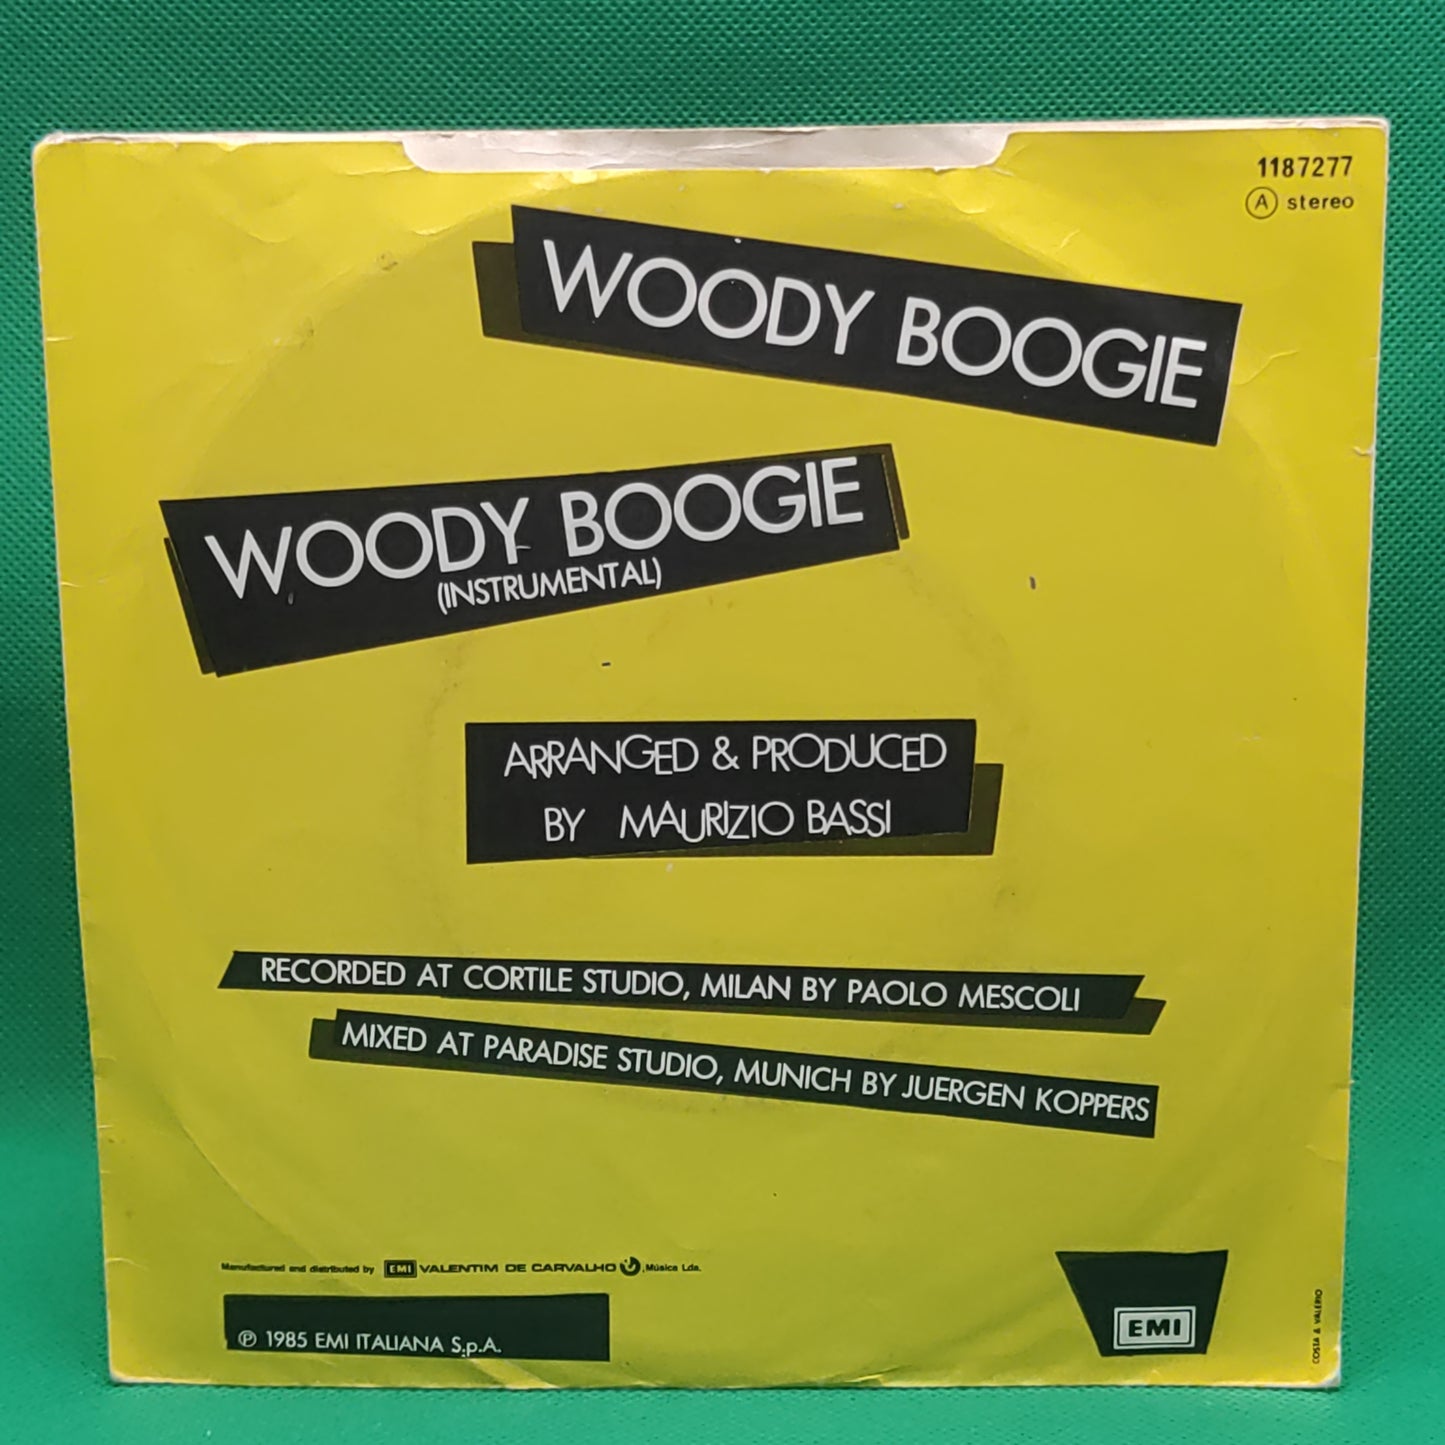 1187277
A stereo
WOODY BOOGIE
WOODY BOOGIE
(INSTRUMENTAL)
ARRANGED & PRODUCED
BY MAURIZIO BASSI
RECORDED AT CORTILE STUDIO, MILAN BY PAOLO MESCOLI
MIXED AT PARADISE STUDIO, MUNICH BY JUERGEN KOPPERS
Manufactured and distributed by EMI VALENTIM DE CARVALHO, Música Lda.
℗ 1985 EMI ITALIANA S.p.A.
EMI
COSTA & VALÉRIO